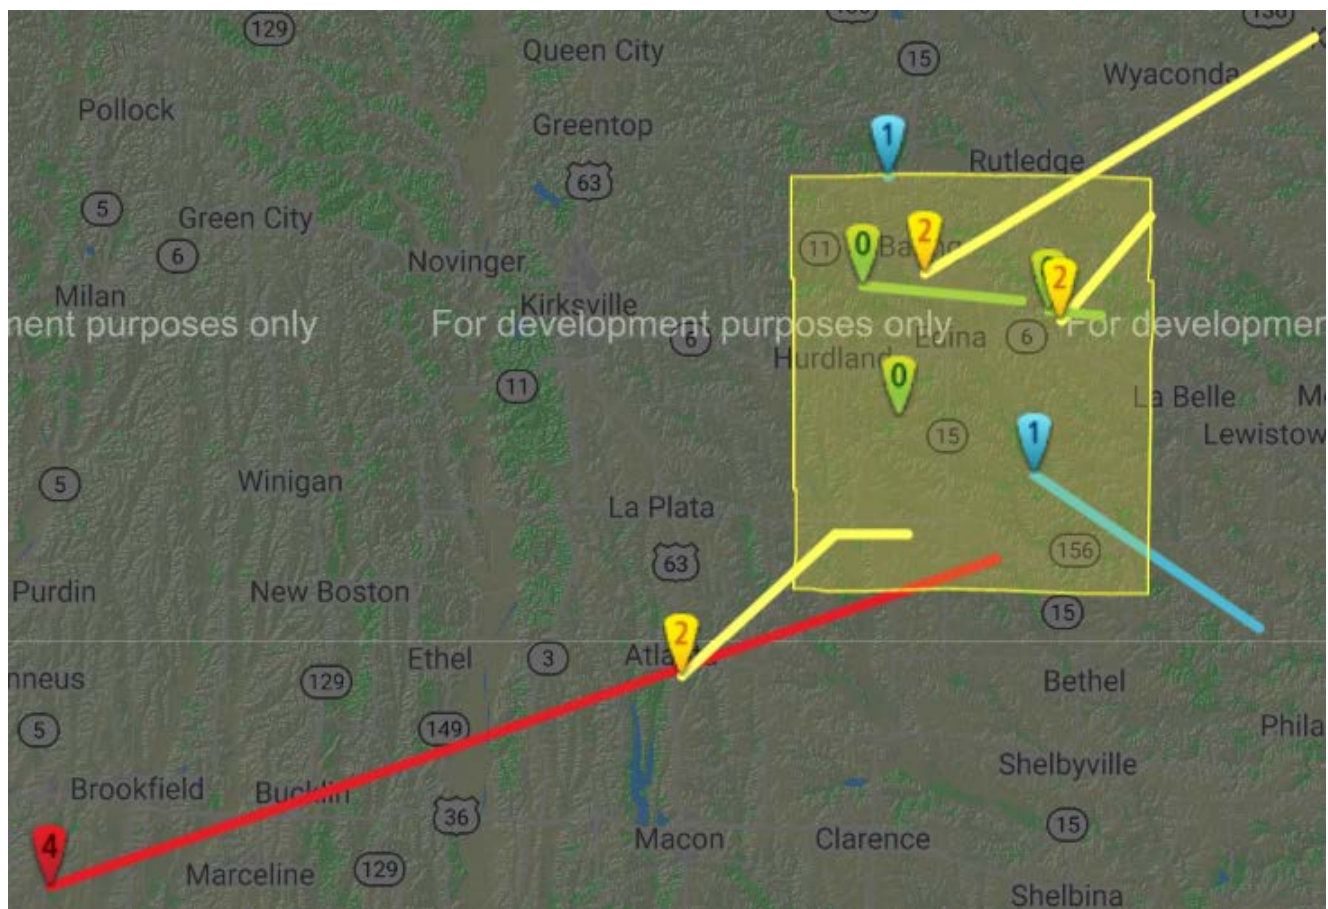 129
Queen City
15
Wyaconda
Pollock
Greentop
1
Rutledge
63
5
Green City
6
11
0
2
Novinger
2
Milan
Kirksville
ment purposes only
For development purposes only
For developmen
6
Edina
6
Hurdland
11
0
La Belle
15
1
Lewistow
5
Winigan
La Plata
156
63
Purdin
New Boston
15
2
Ethel
3
nneus
129
Bethel
5
149
Phila
Shelbyville
Brookfield
Bucklin
36
15
4
Macon
Clarence
Marceline
129
Shelbina